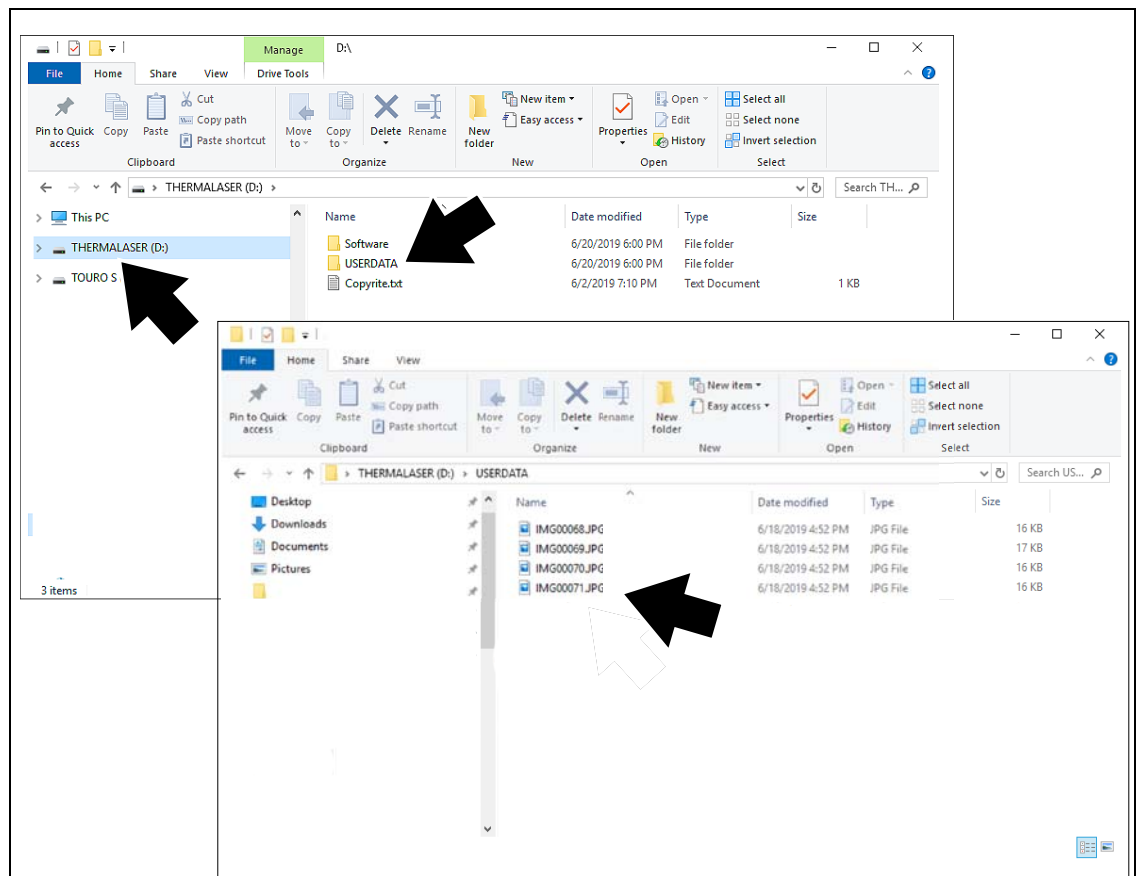 Manage D:\
File Home Share View Drive Tools
Pin to Quick access Copy Paste Cut Copy path Paste shortcut
Move to Copy to Delete Rename
New folder New item Easy access
Properties Open Edit History
Select all Select none Invert selection
Clipboard Organize New Open Select
THERMALASER (D:) Search TH...
This PC
THERMALASER (D:)
TOURO S
Name Date modified Type Size
Software 6/20/2019 6:00 PM File folder
USERDATA 6/20/2019 6:00 PM File folder
Copyrite.txt 6/2/2019 7:10 PM Text Document 1 KB
3 items
File Home Share View
Pin to Quick access Copy Paste Cut Copy path Paste shortcut
Move to Copy to Delete Rename
New folder New item Easy access
Properties Open Edit History
Select all Select none Invert selection
Clipboard Organize New Open Select
THERMALASER (D:) USERDATA Search US...
Desktop
Downloads
Documents
Pictures
Name Date modified Type Size
IMG00068.JPG 6/18/2019 4:52 PM JPG File 16 KB
IMG00069.JPG 6/18/2019 4:52 PM JPG File 17 KB
IMG00070.JPG 6/18/2019 4:52 PM JPG File 16 KB
IMG00071.JPG 6/18/2019 4:52 PM JPG File 16 KB